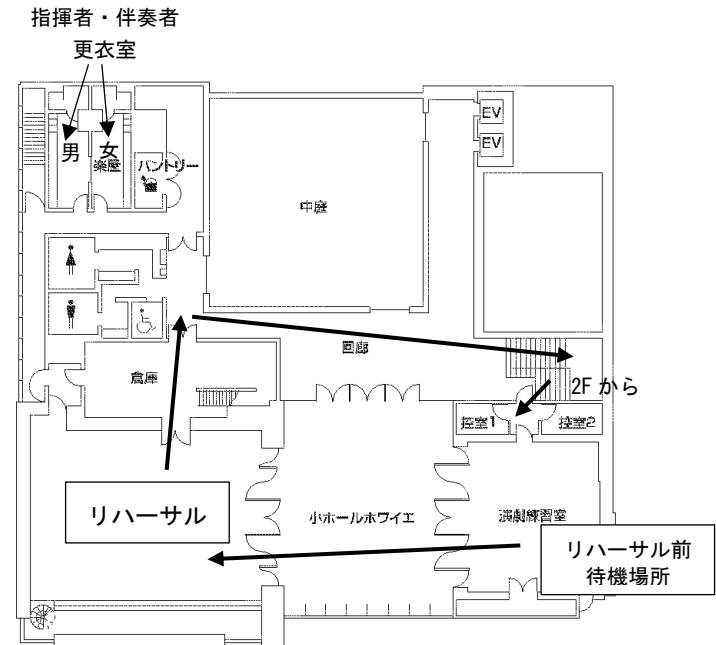 指揮者・伴奏者
更衣室
男
女
楽屋
パントリー
EV
EV
中庭
回廊
倉庫
2F から
控室1
控室2
リハーサル
小ホールホワイエ
演劇練習室
リハーサル前
待機場所